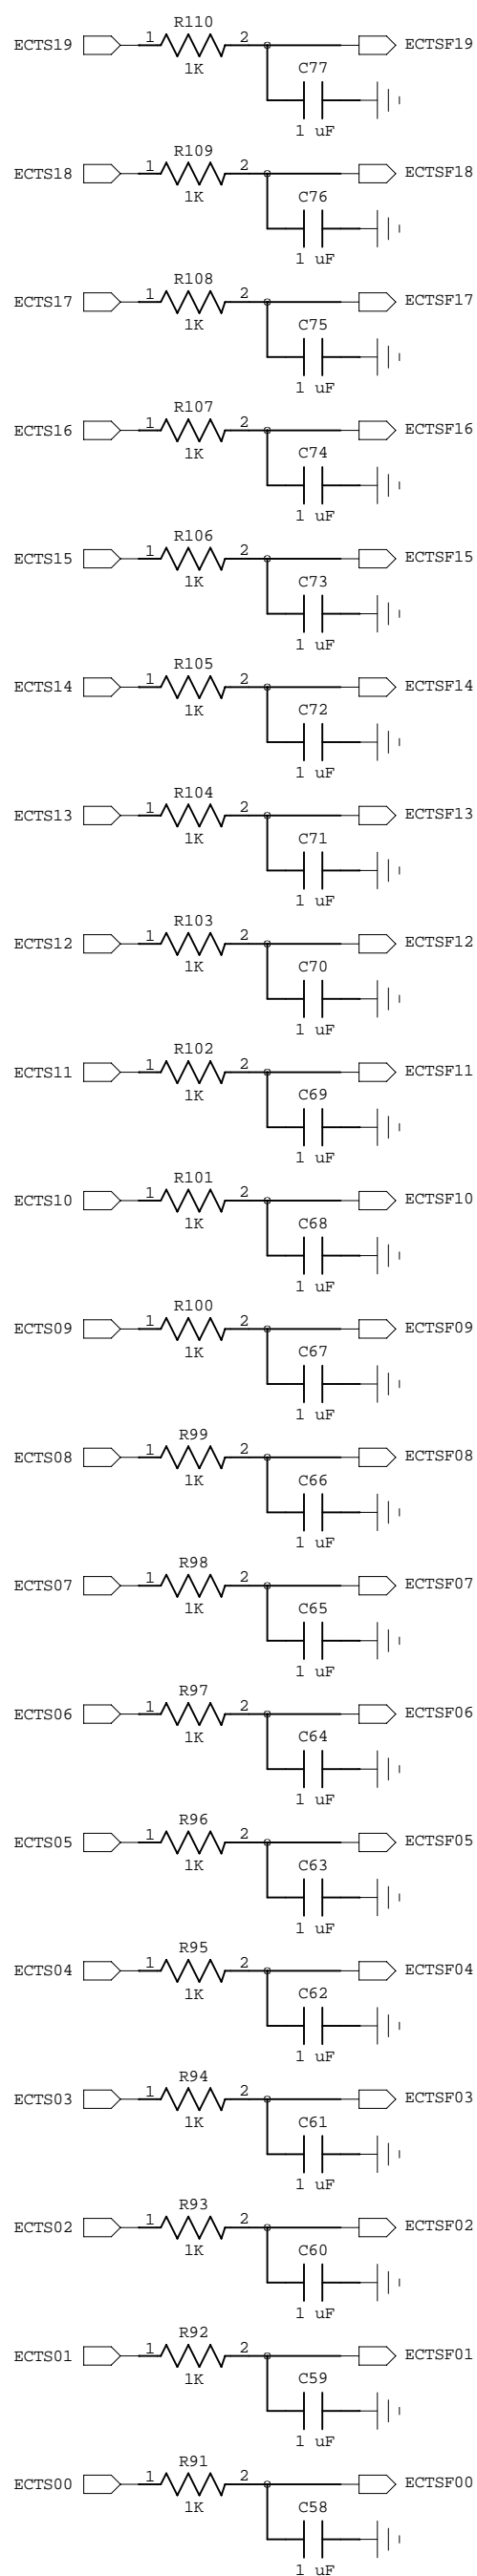 R110
ECTS19 1 2 ECTSF19
1K C77
1 uF
R109
ECTS18 1 2 ECTSF18
1K C76
1 uF
R108
ECTS17 1 2 ECTSF17
1K C75
1 uF
R107
ECTS16 1 2 ECTSF16
1K C74
1 uF
R106
ECTS15 1 2 ECTSF15
1K C73
1 uF
R105
ECTS14 1 2 ECTSF14
1K C72
1 uF
R104
ECTS13 1 2 ECTSF13
1K C71
1 uF
R103
ECTS12 1 2 ECTSF12
1K C70
1 uF
R102
ECTS11 1 2 ECTSF11
1K C69
1 uF
R101
ECTS10 1 2 ECTSF10
1K C68
1 uF
R100
ECTS09 1 2 ECTSF09
1K C67
1 uF
R99
ECTS08 1 2 ECTSF08
1K C66
1 uF
R98
ECTS07 1 2 ECTSF07
1K C65
1 uF
R97
ECTS06 1 2 ECTSF06
1K C64
1 uF
R96
ECTS05 1 2 ECTSF05
1K C63
1 uF
R95
ECTS04 1 2 ECTSF04
1K C62
1 uF
R94
ECTS03 1 2 ECTSF03
1K C61
1 uF
R93
ECTS02 1 2 ECTSF02
1K C60
1 uF
R92
ECTS01 1 2 ECTSF01
1K C59
1 uF
R91
ECTS00 1 2 ECTSF00
1K C58
1 uF